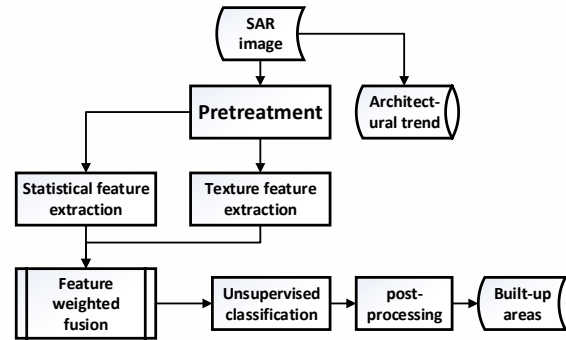 SAR
image
Pretreatment
Architect-
ural trend
Statistical feature
extraction
Texture feature
extraction
Feature
weighted
fusion
Unsupervised
classification
post-
processing
Built-up
areas